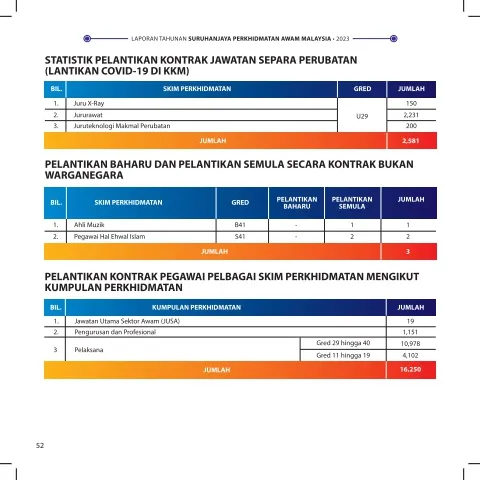 LAPORAN TAHUNAN SURUHANJAYA PERKHIDMATAN AWAM MALAYSIA • 2023
STATISTIK PELANTIKAN KONTRAK JAWATAN SEPARA PERUBATAN
(LANTIKAN COVID-19 DI KKM)
BIL. SKIM PERKHIDMATAN GRED JUMLAH
1. Juru X-Ray 150
2. Jururawat U29 2,231
3. Juruteknologi Makmal Perubatan 200
JUMLAH 2,581
PELANTIKAN BAHARU DAN PELANTIKAN SEMULA SECARA KONTRAK BUKAN
WARGANEGARA
BIL. SKIM PERKHIDMATAN GRED PELANTIKAN BAHARU PELANTIKAN SEMULA JUMLAH
1. Ahli Muzik B41 - 1 1
2. Pegawai Hal Ehwal Islam S41 - 2 2
JUMLAH 3
PELANTIKAN KONTRAK PEGAWAI PELBAGAI SKIM PERKHIDMATAN MENGIKUT
KUMPULAN PERKHIDMATAN
BIL. KUMPULAN PERKHIDMATAN JUMLAH
1. Jawatan Utama Sektor Awam (JUSA) 19
2. Pengurusan dan Profesional 1,151
3 Pelaksana Gred 29 hingga 40 10,978
Gred 11 hingga 19 4,102
JUMLAH 16.250
52